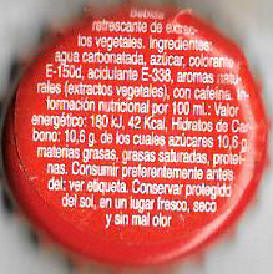 Bebida
refrescante de extrac-
tos vegetales. Ingredientes:
agua carbonatada, azúcar, colorante
E-150d, acidulante E-338, aromas natu-
rales (extractos vegetales), con cafeína. In-
formación nutricional por 100 ml.: Valor
energético: 180 kJ, 42 Kcal, Hidratos de Car-
bono: 10,6 g. de los cuales azúcares 10,6 g.
materias grasas, grasas saturadas, proteí-
nas. Consumir preferentemente antes
del: ver etiqueta. Conservar protegido
del sol, en un lugar fresco, seco
y sin mal olor